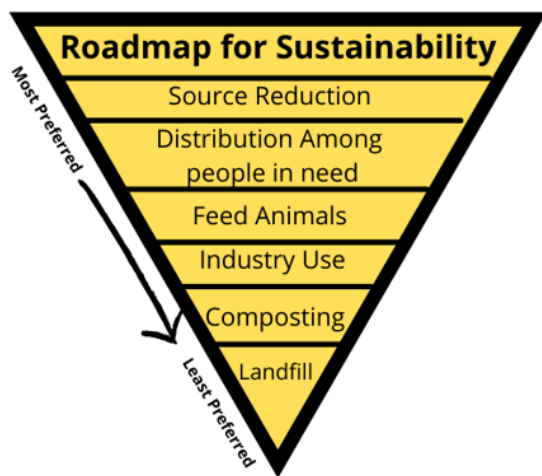 Roadmap for Sustainability
Most Preferred
Source Reduction
Distribution Among
people in need
Feed Animals
Industry Use
Composting
Landfill
Least Preferred